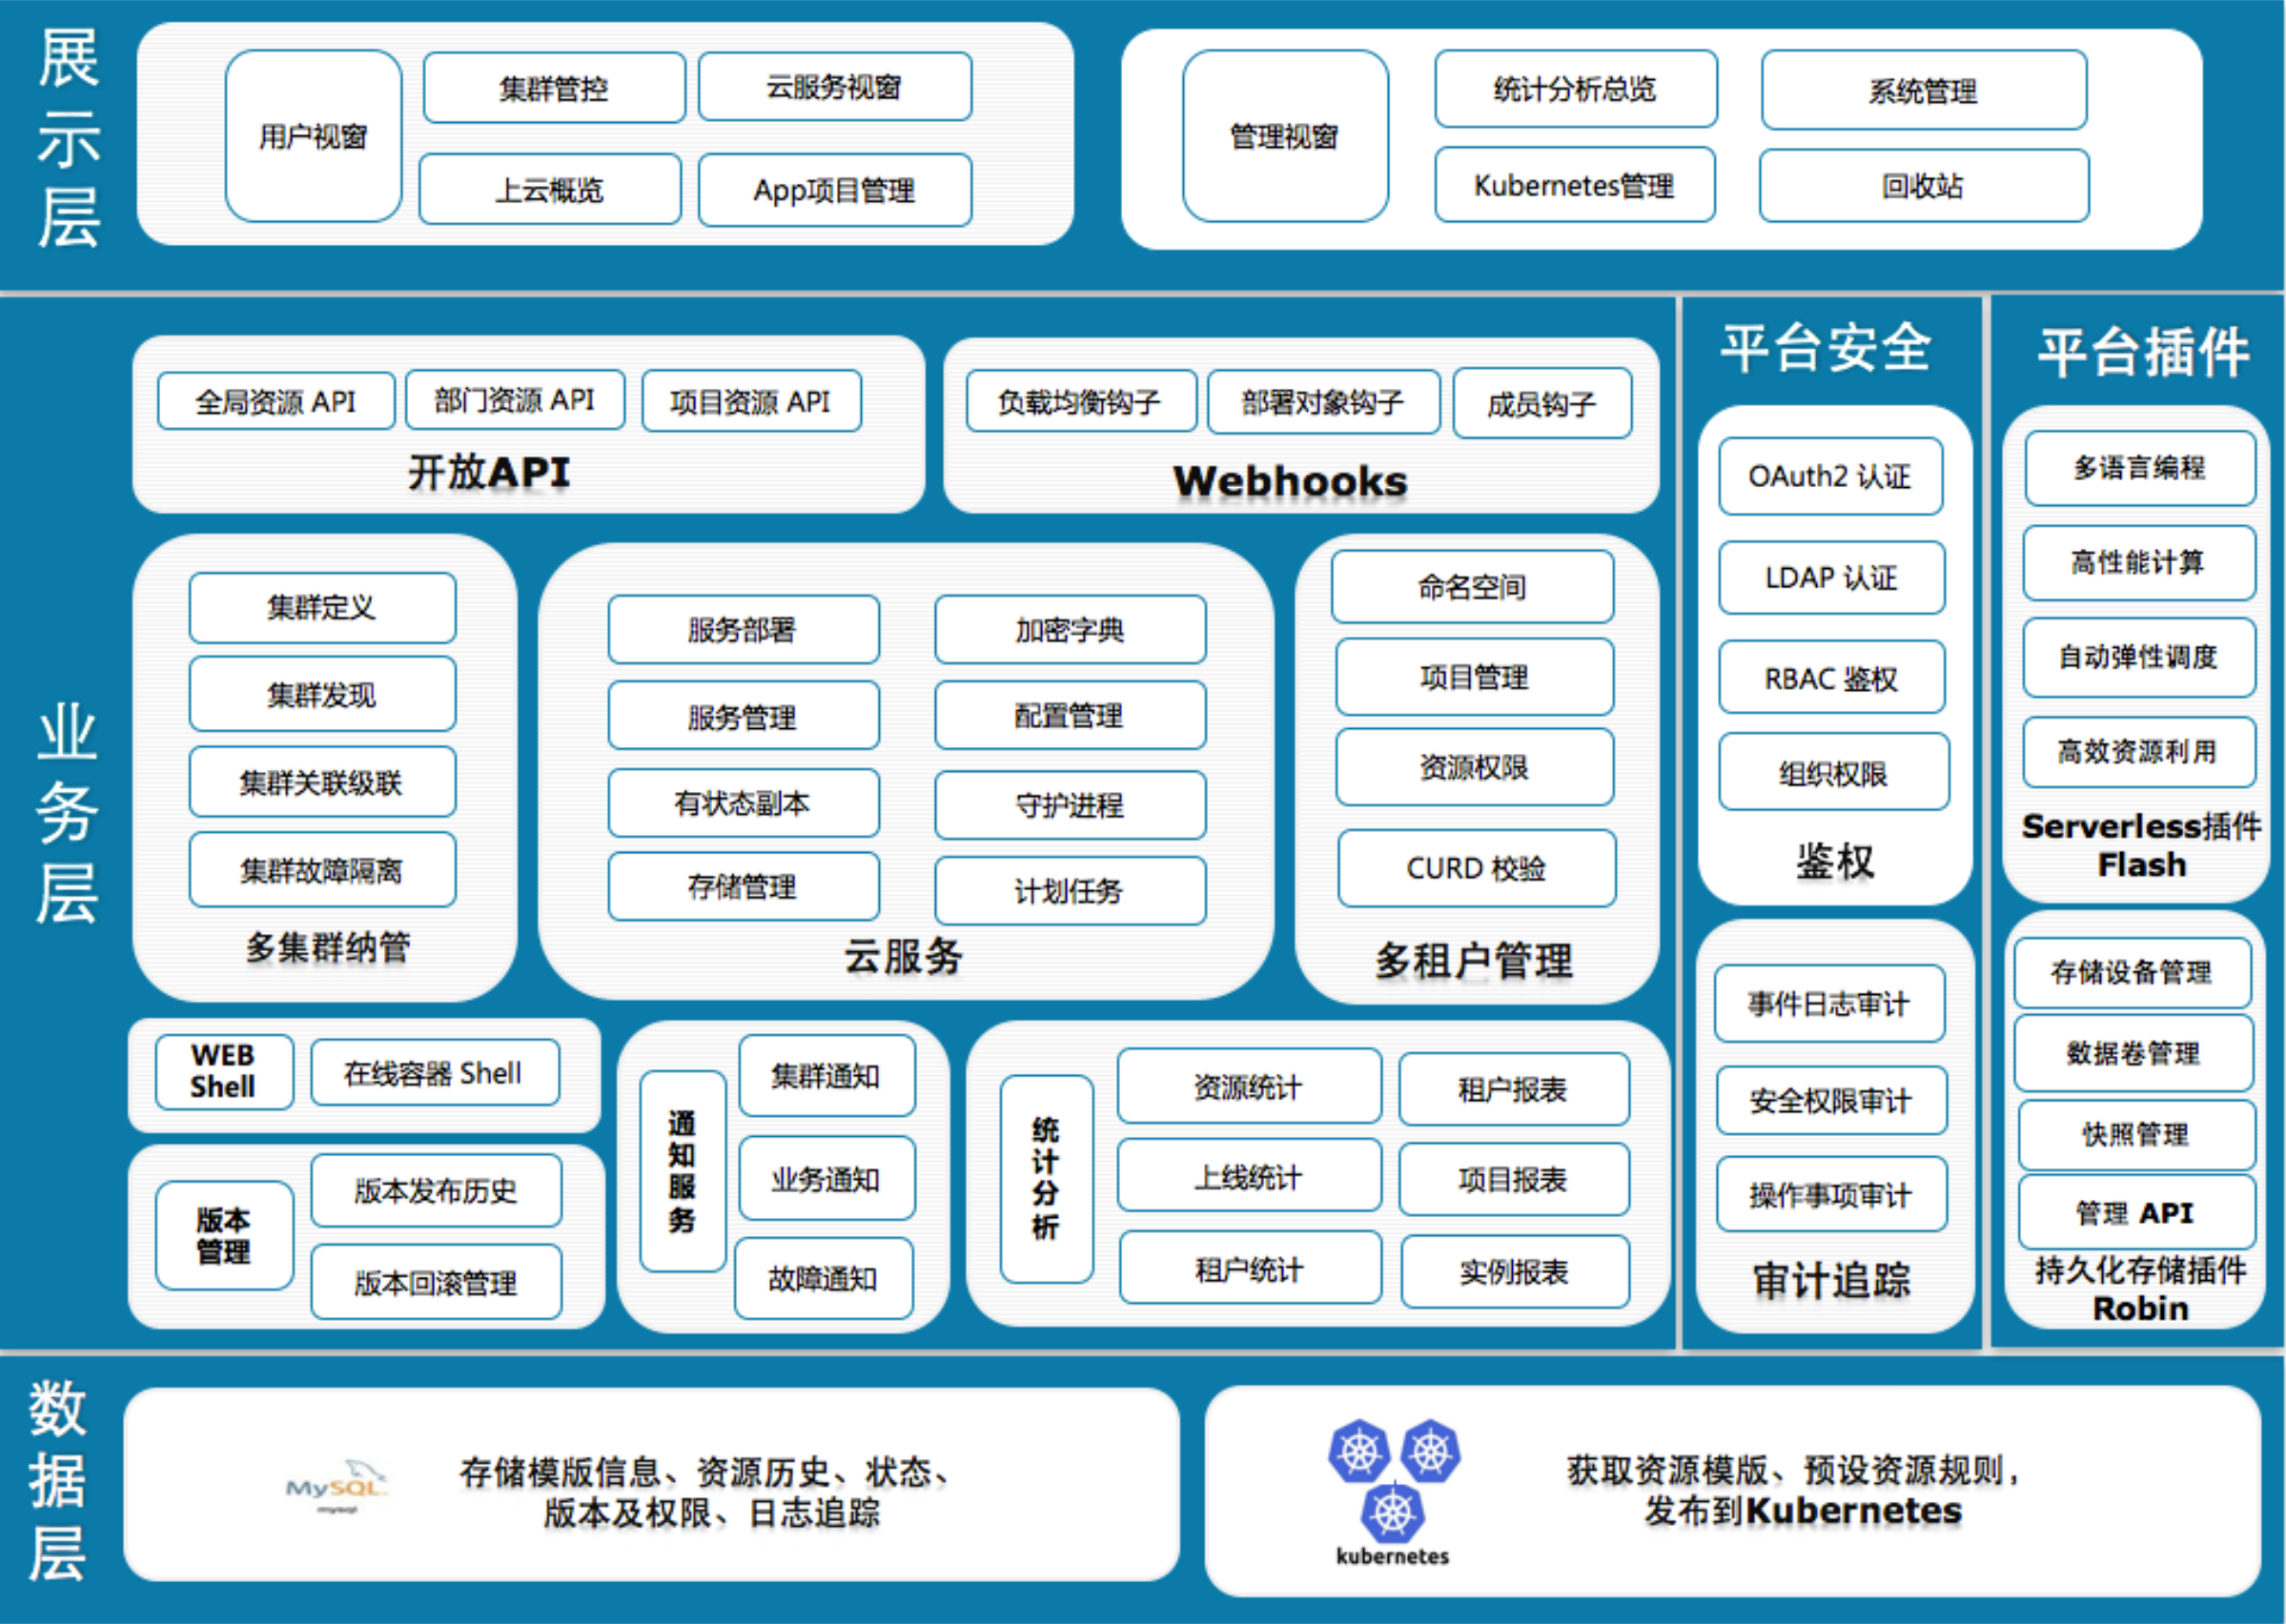 展
示
层
用户视窗
集群管控
云服务视窗
上云概览
App项目管理
管理视窗
统计分析总览
系统管理
Kubernetes管理
回收站
业
务
层
全局资源 API
部门资源 API
项目资源 API
开放API
负载均衡钩子
部署对象钩子
成员钩子
Webhooks
集群定义
集群发现
集群关联级联
集群故障隔离
多集群纳管
服务部署
加密字典
服务管理
配置管理
有状态副本
守护进程
存储管理
计划任务
云服务
命名空间
项目管理
资源权限
CURD 校验
多租户管理
WEB
Shell
在线容器 Shell
版本
管理
版本发布历史
版本回滚管理
通
知
服
务
集群通知
业务通知
故障通知
统
计
分
析
资源统计
租户报表
上线统计
项目报表
租户统计
实例报表
平台安全
OAuth2 认证
LDAP 认证
RBAC 鉴权
组织权限
鉴权
事件日志审计
安全权限审计
操作事项审计
审计追踪
平台插件
多语言编程
高性能计算
自动弹性调度
高效资源利用
Serverless插件
Flash
存储设备管理
数据卷管理
快照管理
管理 API
持久化存储插件
Robin
数
据
层
MySQL
mysql
存储模版信息、资源历史、状态、
版本及权限、日志追踪
kubernetes
获取资源模版、预设资源规则，
发布到Kubernetes